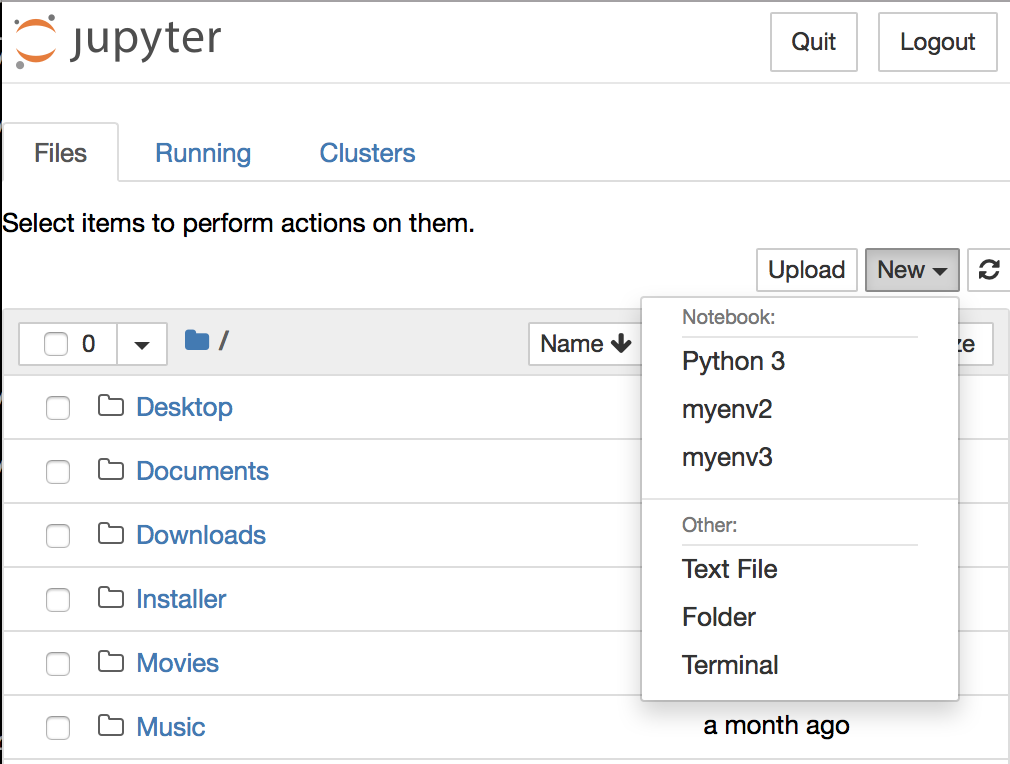 jupyter
Quit
Logout
Files
Running
Clusters
Select items to perform actions on them.
Upload
New
0
/
Name
ze
Notebook:
Python 3
myenv2
myenv3
Other:
Text File
Folder
Terminal
Desktop
Documents
Downloads
Installer
Movies
Music
a month ago